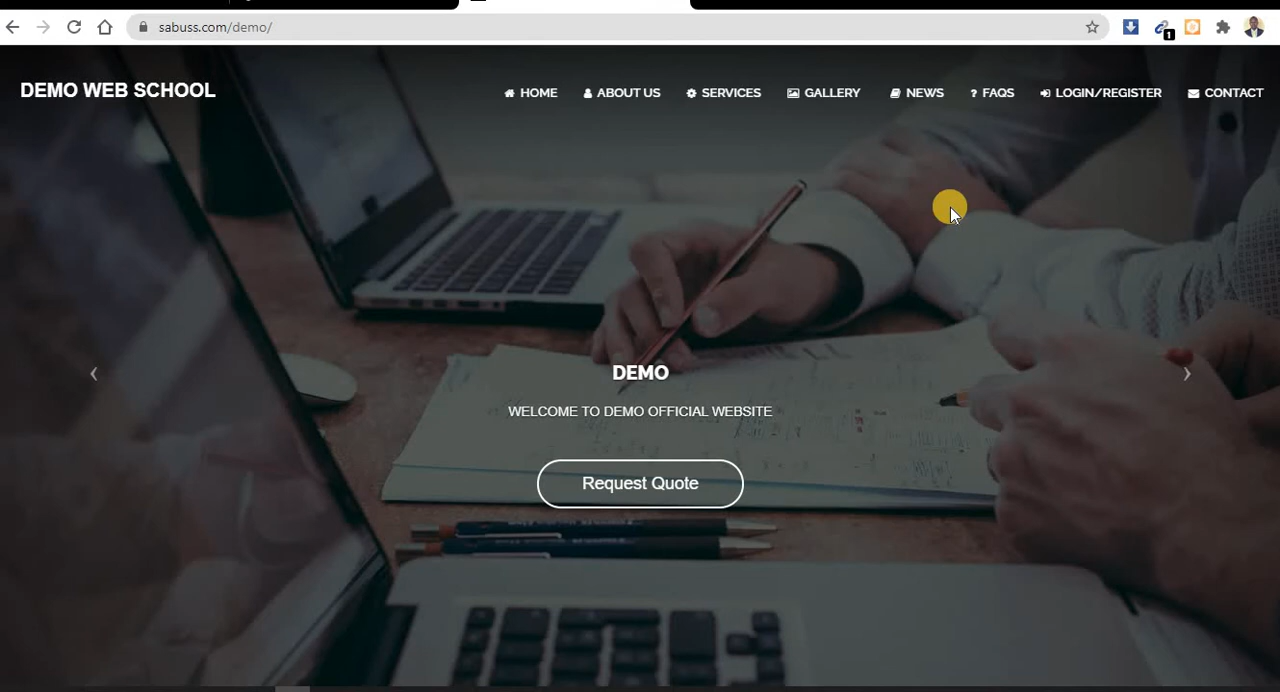 sabuss.com/demo/
1
DEMO WEB SCHOOL
HOME ABOUT US SERVICES GALLERY NEWS ? FAQS LOGIN/REGISTER CONTACT
DEMO
WELCOME TO DEMO OFFICIAL WEBSITE
Request Quote